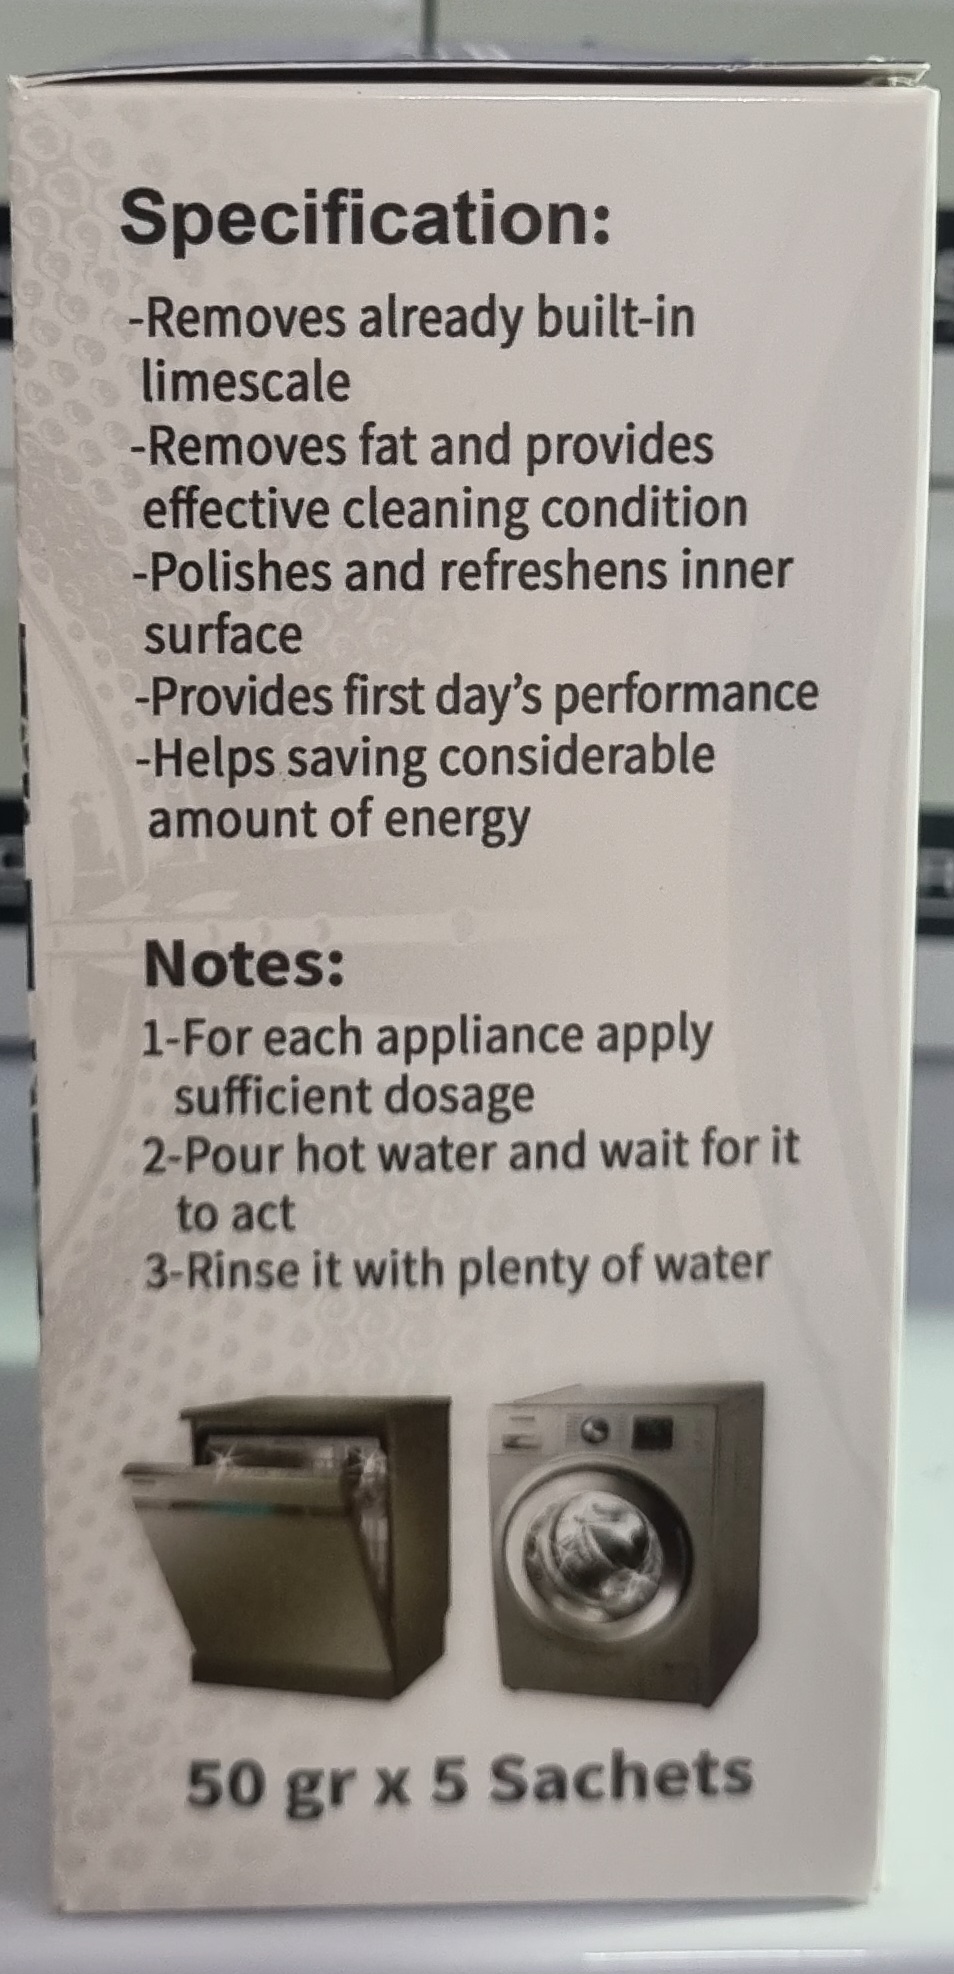 Specification:
-Removes already built-in
limescale
-Removes fat and provides
effective cleaning condition
-Polishes and refreshens inner
surface
-Provides first day’s performance
-Helps saving considerable
amount of energy
Notes:
1-For each appliance apply
sufficient dosage
2-Pour hot water and wait for it
to act
3-Rinse it with plenty of water
50 gr x 5 Sachets